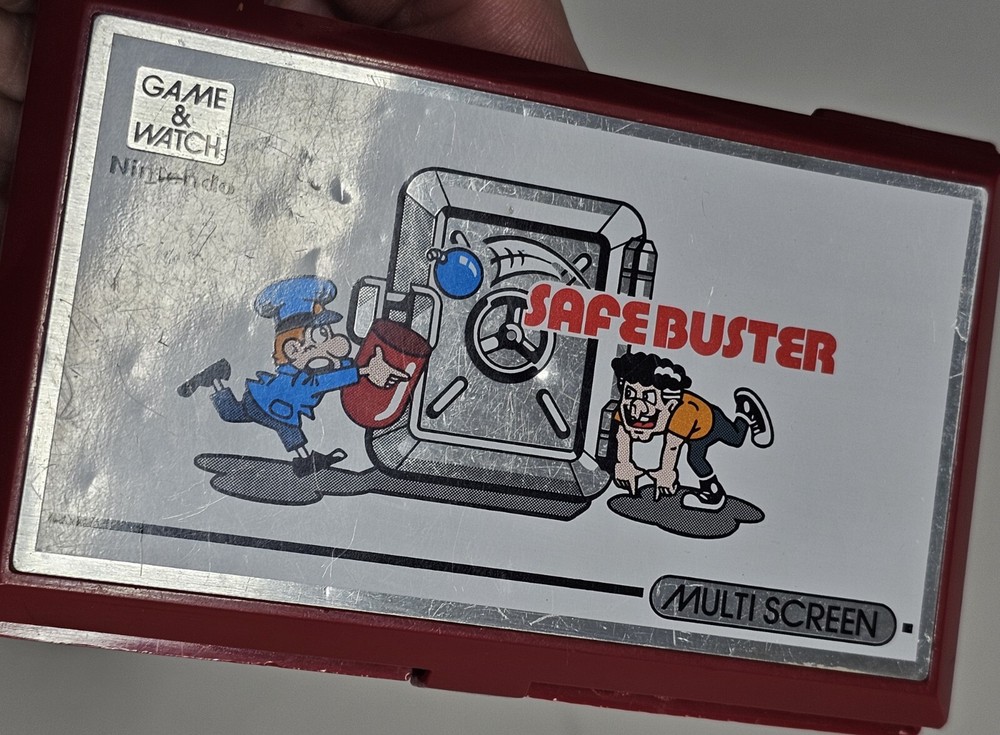 GAME
&
WATCH
Nintendo
SAFEBUSTER
MULTI SCREEN